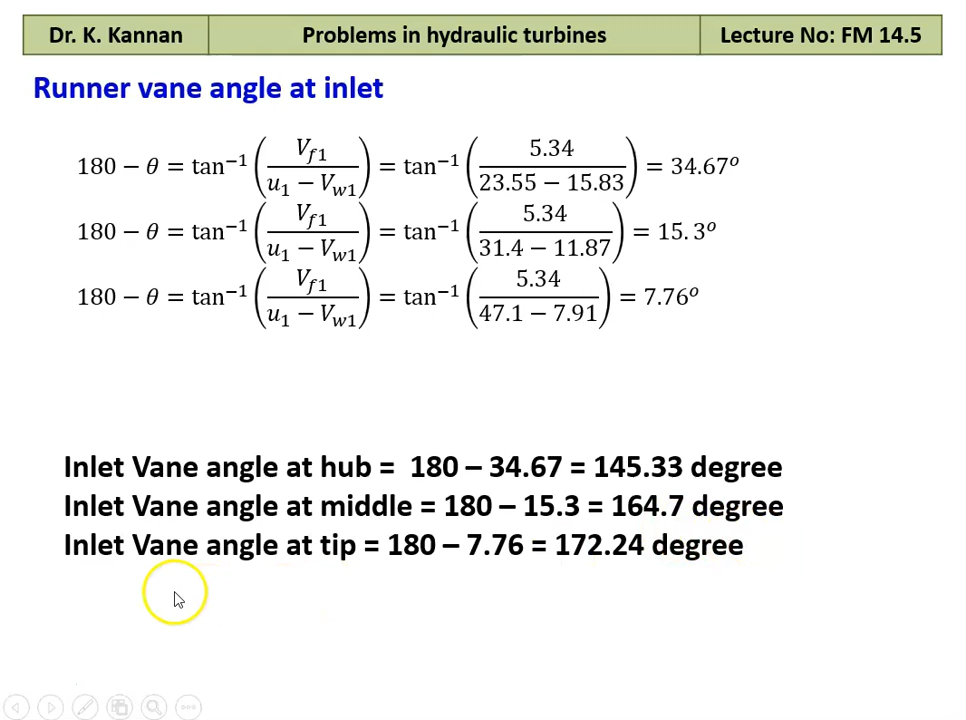 Dr. K. Kannan Problems in hydraulic turbines Lecture No: FM 14.5
Runner vane angle at inlet
180 − θ = tan⁻¹ (V_f1 / (u_1 − V_w1)) = tan⁻¹ (5.34 / (23.55 − 15.83)) = 34.67°
180 − θ = tan⁻¹ (V_f1 / (u_1 − V_w1)) = tan⁻¹ (5.34 / (31.4 − 11.87)) = 15.3°
180 − θ = tan⁻¹ (V_f1 / (u_1 − V_w1)) = tan⁻¹ (5.34 / (47.1 − 7.91)) = 7.76°
Inlet Vane angle at hub = 180 – 34.67 = 145.33 degree
Inlet Vane angle at middle = 180 – 15.3 = 164.7 degree
Inlet Vane angle at tip = 180 – 7.76 = 172.24 degree